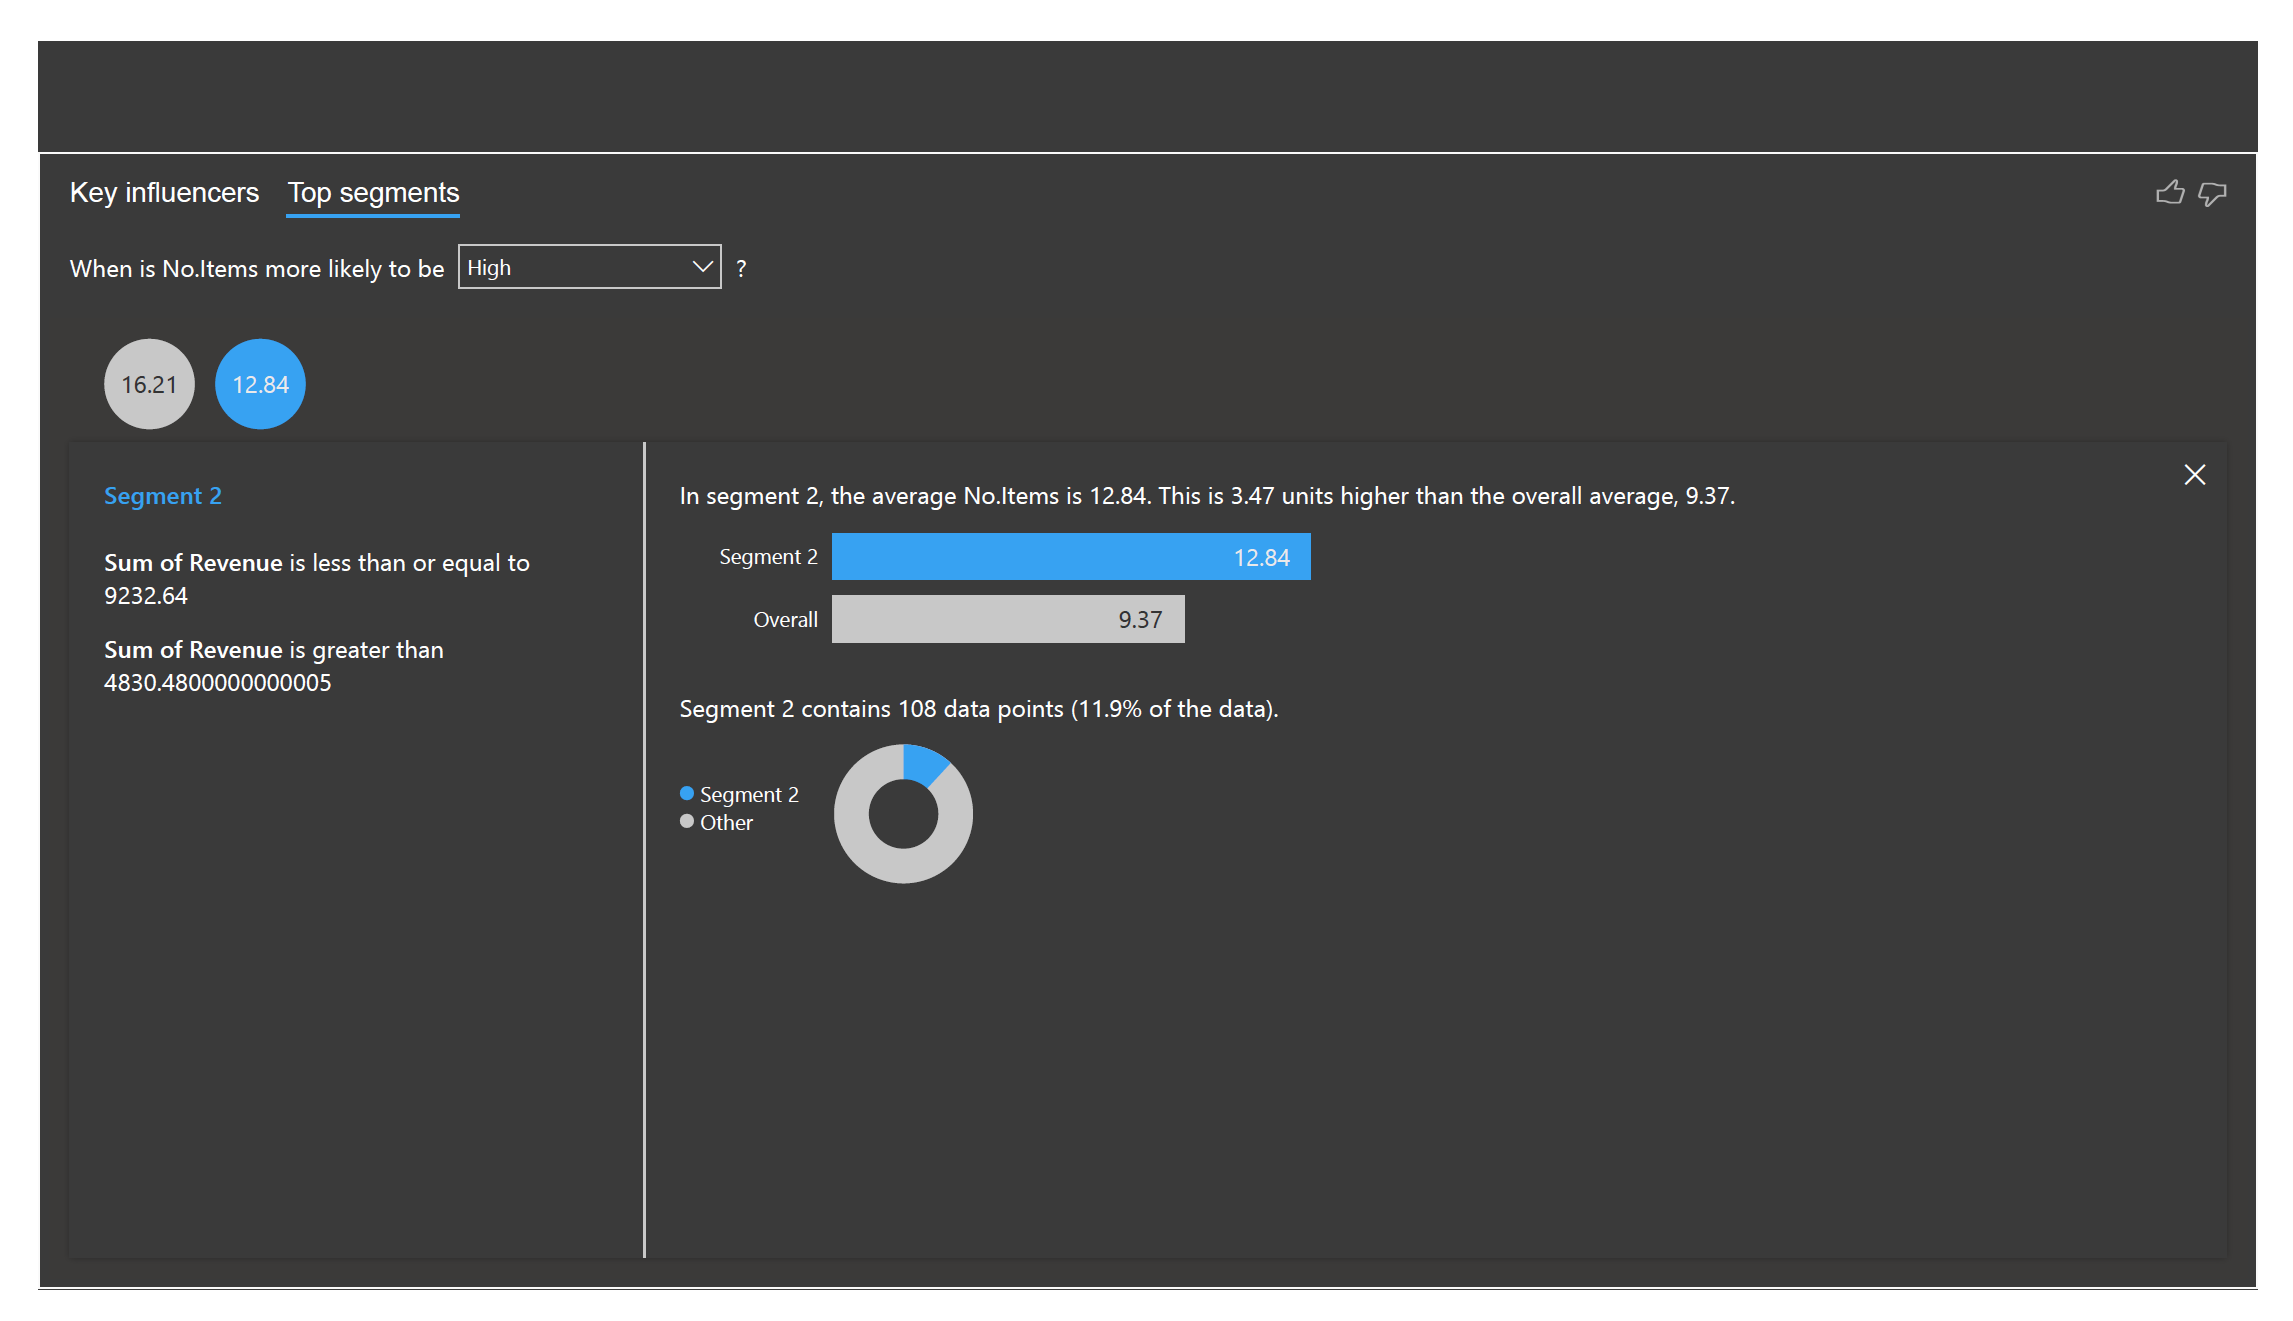 Key influencers Top segments
When is No.Items more likely to be High ?
16.21 12.84
Segment 2
Sum of Revenue is less than or equal to
9232.64
Sum of Revenue is greater than
4830.4800000000005
In segment 2, the average No.Items is 12.84. This is 3.47 units higher than the overall average, 9.37.
Segment 2 12.84
Overall 9.37
Segment 2 contains 108 data points (11.9% of the data).
Segment 2
Other